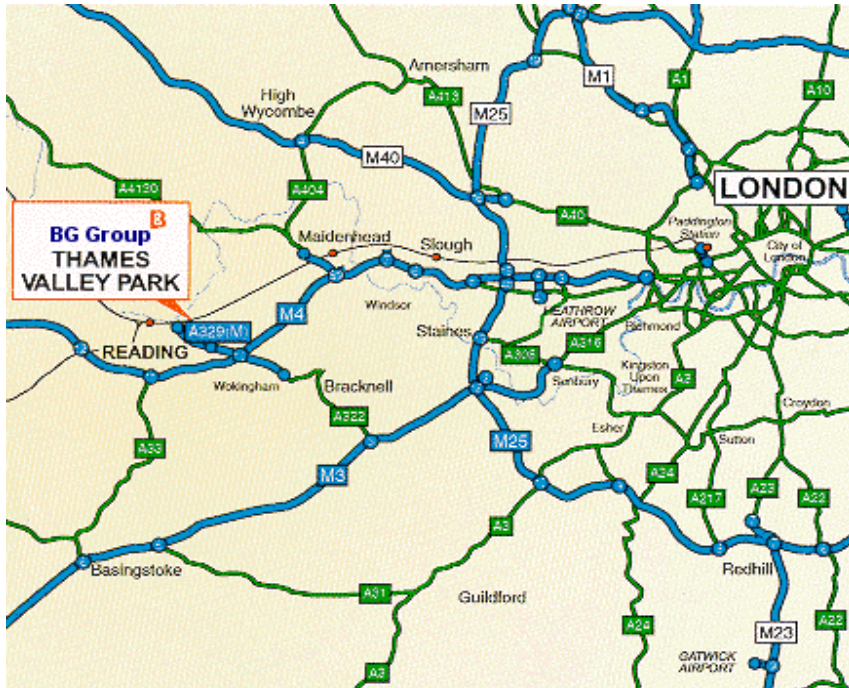 Amersham
M1
A1
A10
High
Wycombe
A413
M25
M40
A4130
A404
LONDON
B
BG Group
THAMES
VALLEY PARK
A40
Paddington
Station
Maidenhead
Slough
City of
London
M4
Windsor
EATHROW
AIRPORT
A329(M)
Staines
Richmond
READING
A308
A316
Kingston
Upon
Thames
A3
Wokingham
Bracknell
Sunbury
Croydon
A322
Esher
A33
M25
Sutton
M3
A24
A217
A23
A22
A3
Basingstoke
Redhill
A31
Guildford
A24
M23
A22
A3
GATWICK
AIRPORT